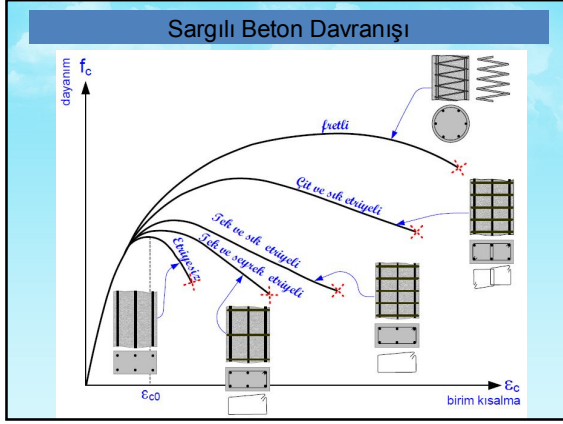 Sargılı Beton Davranışı
fc
dayanım
fretli
Çit ve sık etriyeli
Tek ve sık etriyeli
Tek ve seyrek etriyeli
Etriyesiz
εc0
εc
birim kısalma